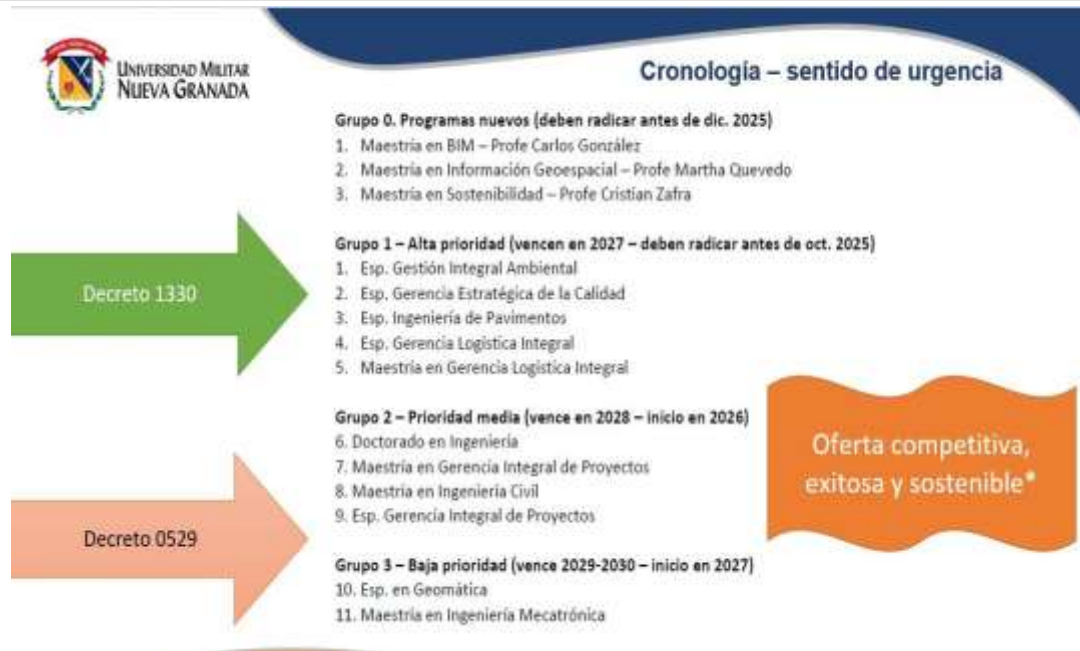 UNIVERSIDAD MILITAR
NUEVA GRANADA
Cronología – sentido de urgencia
Grupo 0. Programas nuevos (deben radicar antes de dic. 2025)
1. Maestría en BIM – Profe Carlos González
2. Maestría en Información Geoespacial – Profe Martha Quevedo
3. Maestría en Sostenibilidad – Profe Cristian Zafra
Decreto 1330
Grupo 1 – Alta prioridad (vencen en 2027 – deben radicar antes de oct. 2025)
1. Esp. Gestión Integral Ambiental
2. Esp. Gerencia Estratégica de la Calidad
3. Esp. Ingeniería de Pavimentos
4. Esp. Gerencia Logística Integral
5. Maestría en Gerencia Logística Integral
Grupo 2 – Prioridad media (vence en 2028 – inicio en 2026)
6. Doctorado en Ingeniería
7. Maestría en Gerencia Integral de Proyectos
8. Maestría en Ingeniería Civil
9. Esp. Gerencia Integral de Proyectos
Oferta competitiva,
exitosa y sostenible*
Decreto 0529
Grupo 3 – Baja prioridad (vence 2029-2030 – inicio en 2027)
10. Esp. en Geomática
11. Maestría en Ingeniería Mecatrónica